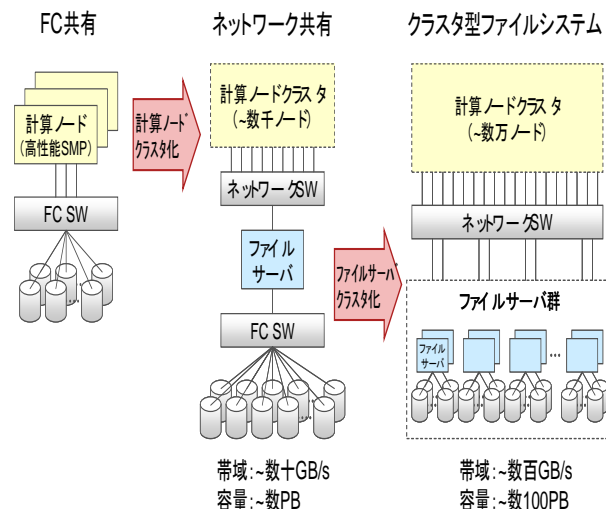 FC共有
計算ノード
(高性能SMP)
FC SW
...
計算ノード
クラスタ化
ネットワーク共有
計算ノードクラスタ
(~数千ノード)
ネットワークSW
ファイル
サーバ
FC SW
...
帯域:~数十GB/s
容量:~数PB
ファイルサーバ
クラスタ化
クラスタ型ファイルシステム
計算ノードクラスタ
(~数万ノード)
ネットワークSW
ファイルサーバ群
ファイル
サーバ
...
帯域:~数百GB/s
容量:~数100PB